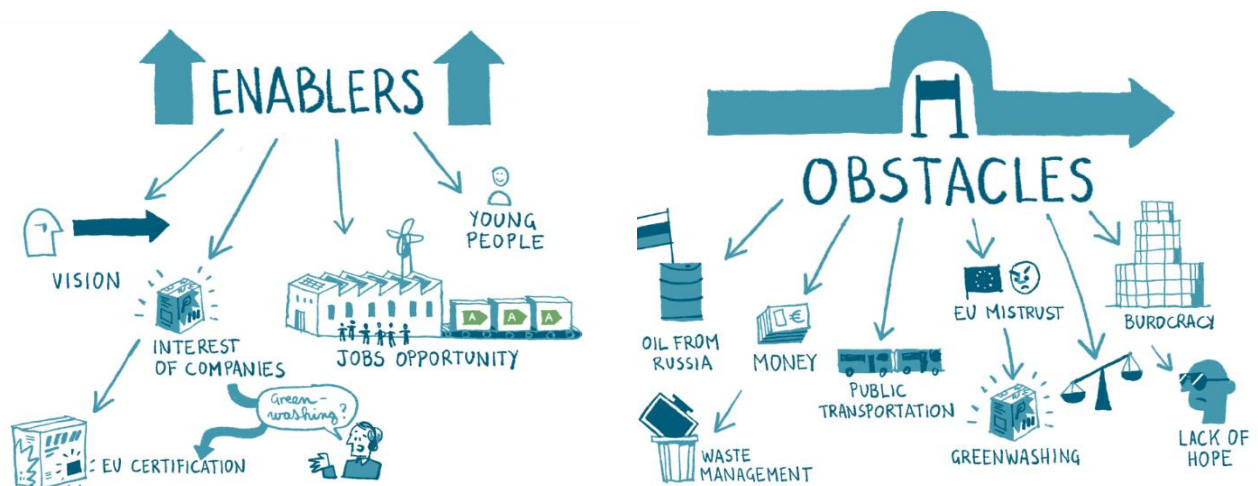 ENABLERS
VISION
INTEREST
OF COMPANIES
Green-
washing?
EU CERTIFICATION
JOBS OPPORTUNITY
A A A
YOUNG
PEOPLE
OBSTACLES
OIL FROM
RUSSIA
WASTE
MANAGEMENT
MONEY
€
PUBLIC
TRANSPORTATION
EU MISTRUST
GREENWASHING
BUROCRACY
LACK OF
HOPE